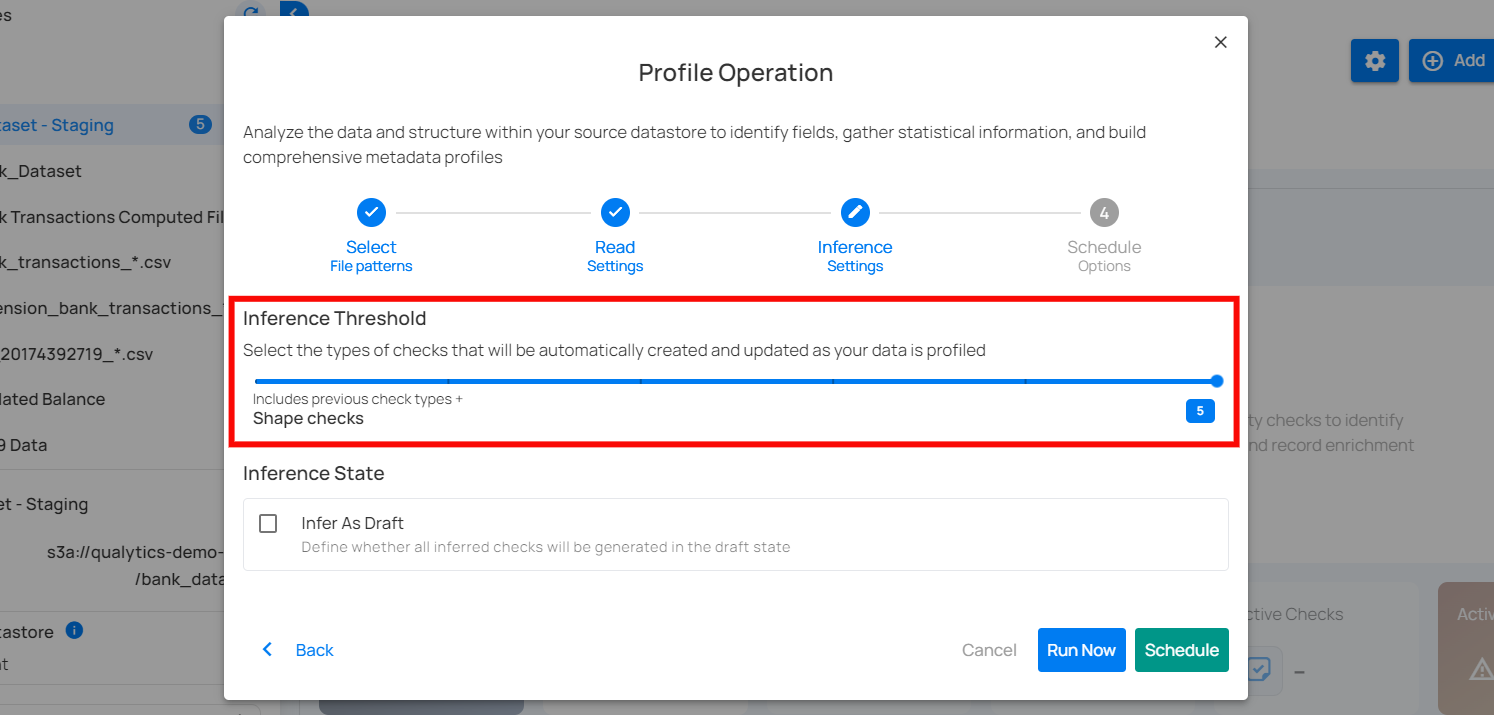 es
Add
Profile Operation
Analyze the data and structure within your source datastore to identify fields, gather statistical information, and build
comprehensive metadata profiles
taset - Staging
5
k_Dataset
k Transactions Computed Fil
k_transactions_*.csv
ension_bank_transactions_
_20174392719_*.csv
lated Balance
9 Data
et - Staging
s3a://qualytics-demo-
/bank_data
tastore
t
Select
File patterns
Read
Settings
Inference
Settings
4
Schedule
Options
Inference Threshold
Select the types of checks that will be automatically created and updated as your data is profiled
Includes previous check types +
Shape checks
5
Inference State
Infer As Draft
Define whether all inferred checks will be generated in the draft state
Back
Cancel
Run Now
Schedule
ty checks to identify
nd record enrichment
ctive Checks
–
Activ